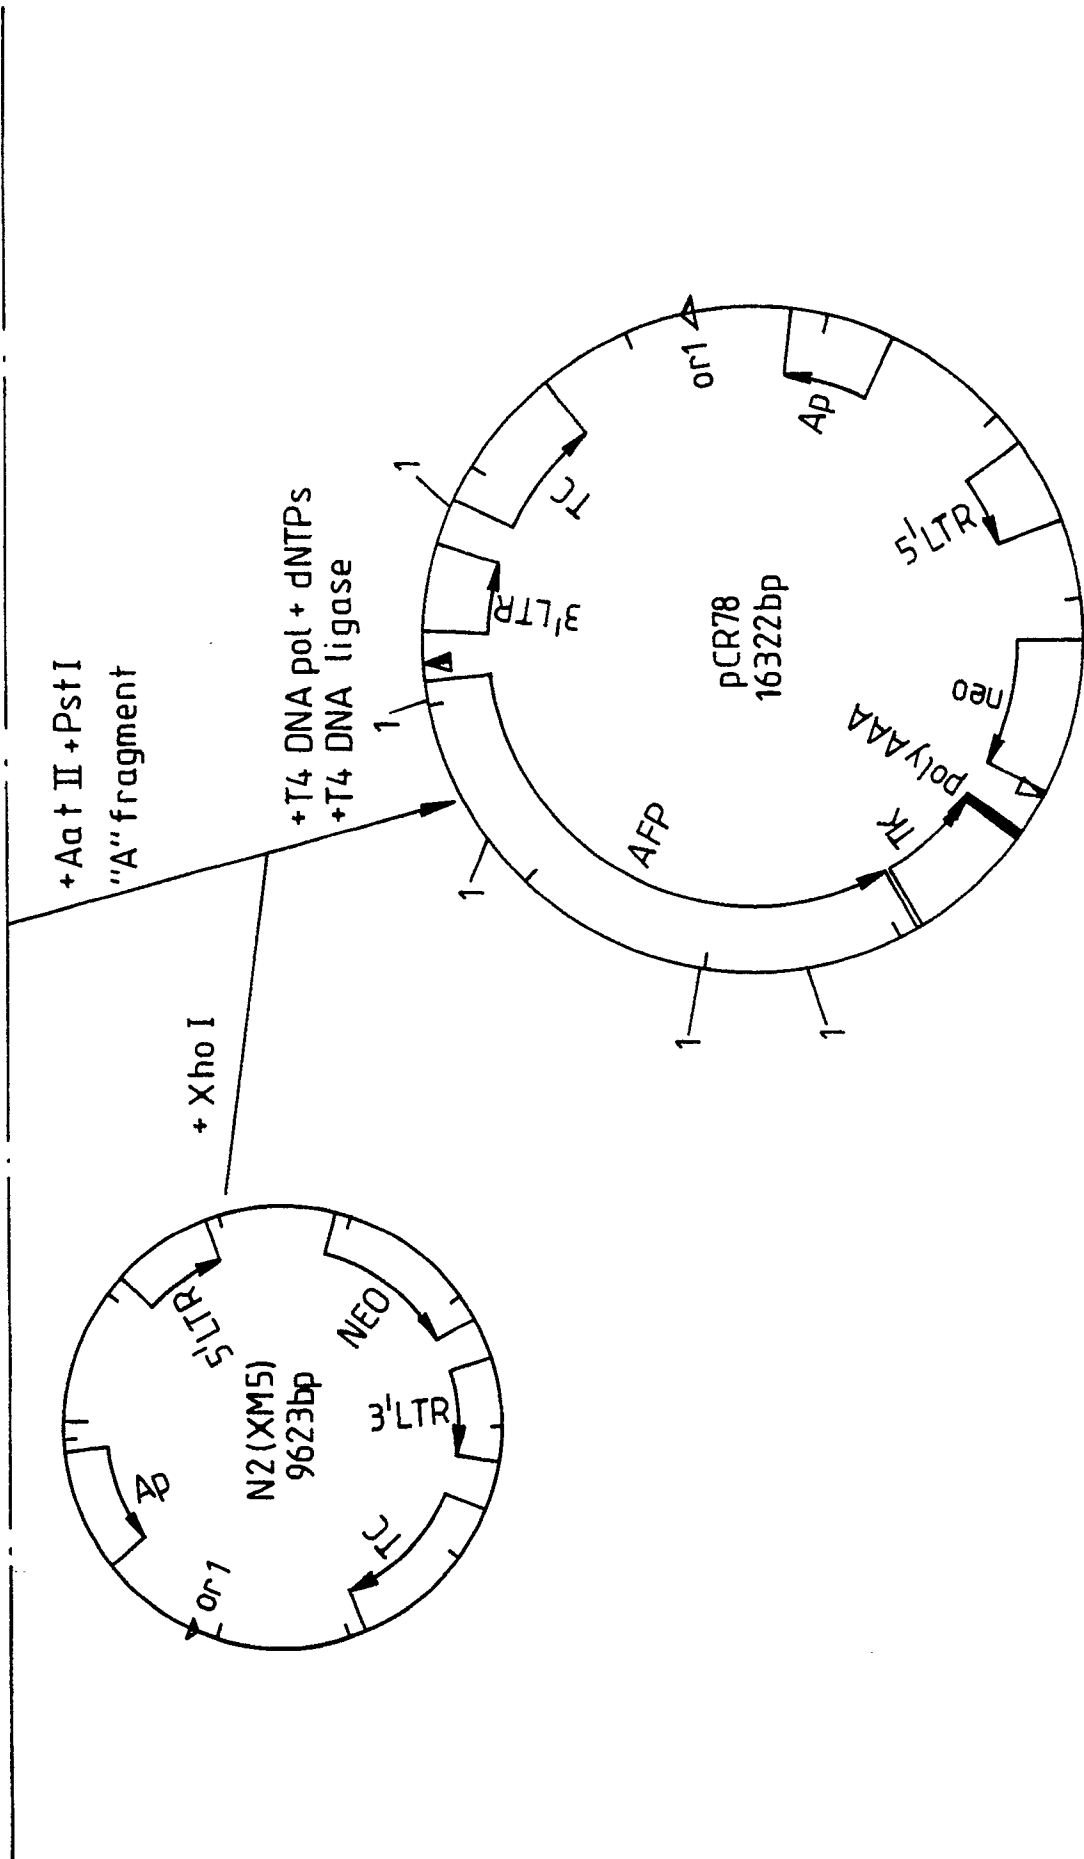 +Aat II +PstI
"A" fragment
+ Xho I
+T4 DNA pol + dNTPs
+T4 DNA ligase
N2(XM5)
9623bp
5'LTR
NEO
3'LTR
TC
or1
Ap
pCR78
16322bp
1
1
1
1
1
3'LTR
TC
or1
Ap
5'LTR
neo
polyAAA
TK
AFP